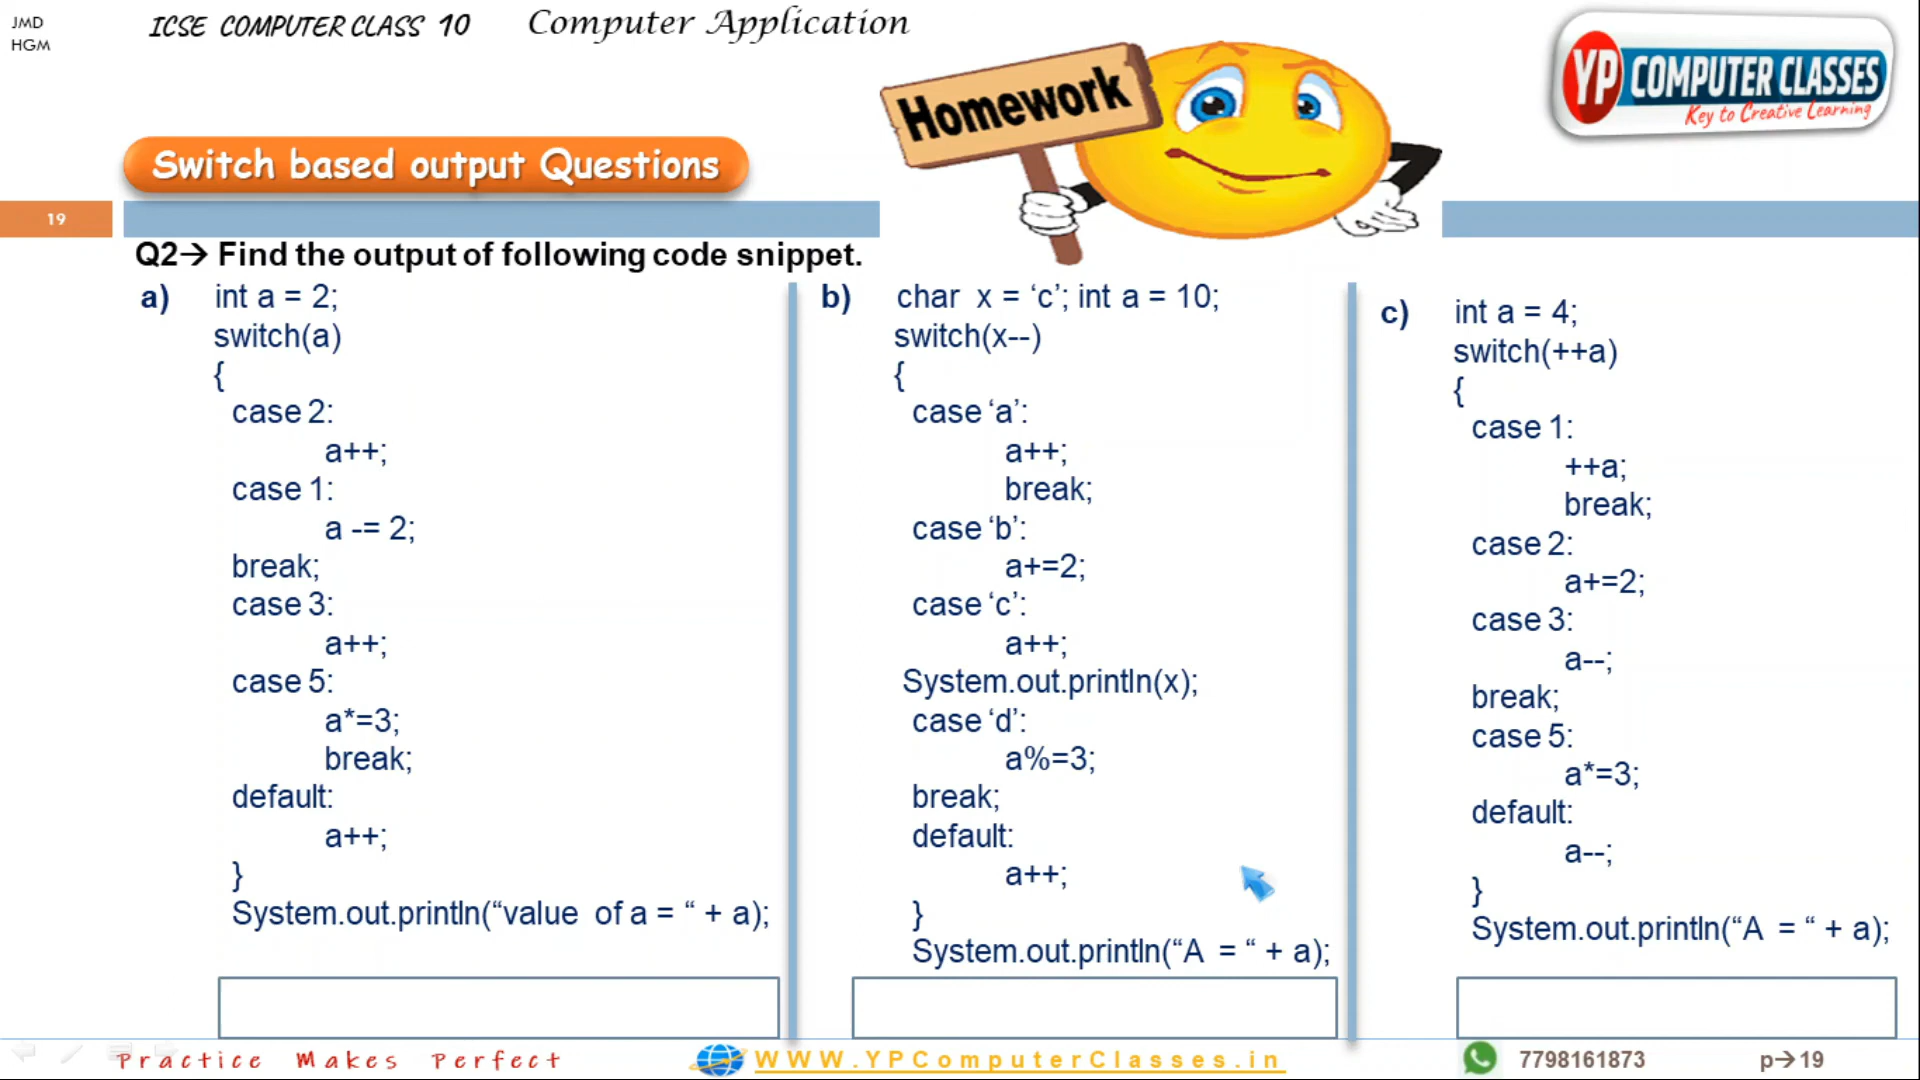 JMD
HGM
ICSE COMPUTER CLASS 10
Computer Application
Homework
YP COMPUTER CLASSES
Key to Creative Learning
Switch based output Questions
19
Q2→ Find the output of following code snippet.
a) int a = 2;
switch(a)
{
case 2:
a++;
case 1:
a -= 2;
break;
case 3:
a++;
case 5:
a*=3;
break;
default:
a++;
}
System.out.println(“value of a = “ + a);
b) char x = ‘c’; int a = 10;
switch(x--)
{
case ‘a’:
a++;
break;
case ‘b’:
a+=2;
case ‘c’:
a++;
System.out.println(x);
case ‘d’:
a%=3;
break;
default:
a++;
}
System.out.println(“A = “ + a);
c) int a = 4;
switch(++a)
{
case 1:
++a;
break;
case 2:
a+=2;
case 3:
a--;
break;
case 5:
a*=3;
default:
a--;
}
System.out.println(“A = “ + a);
Practice Makes Perfect
WWW.YPComputerClasses.in
7798161873
p→19